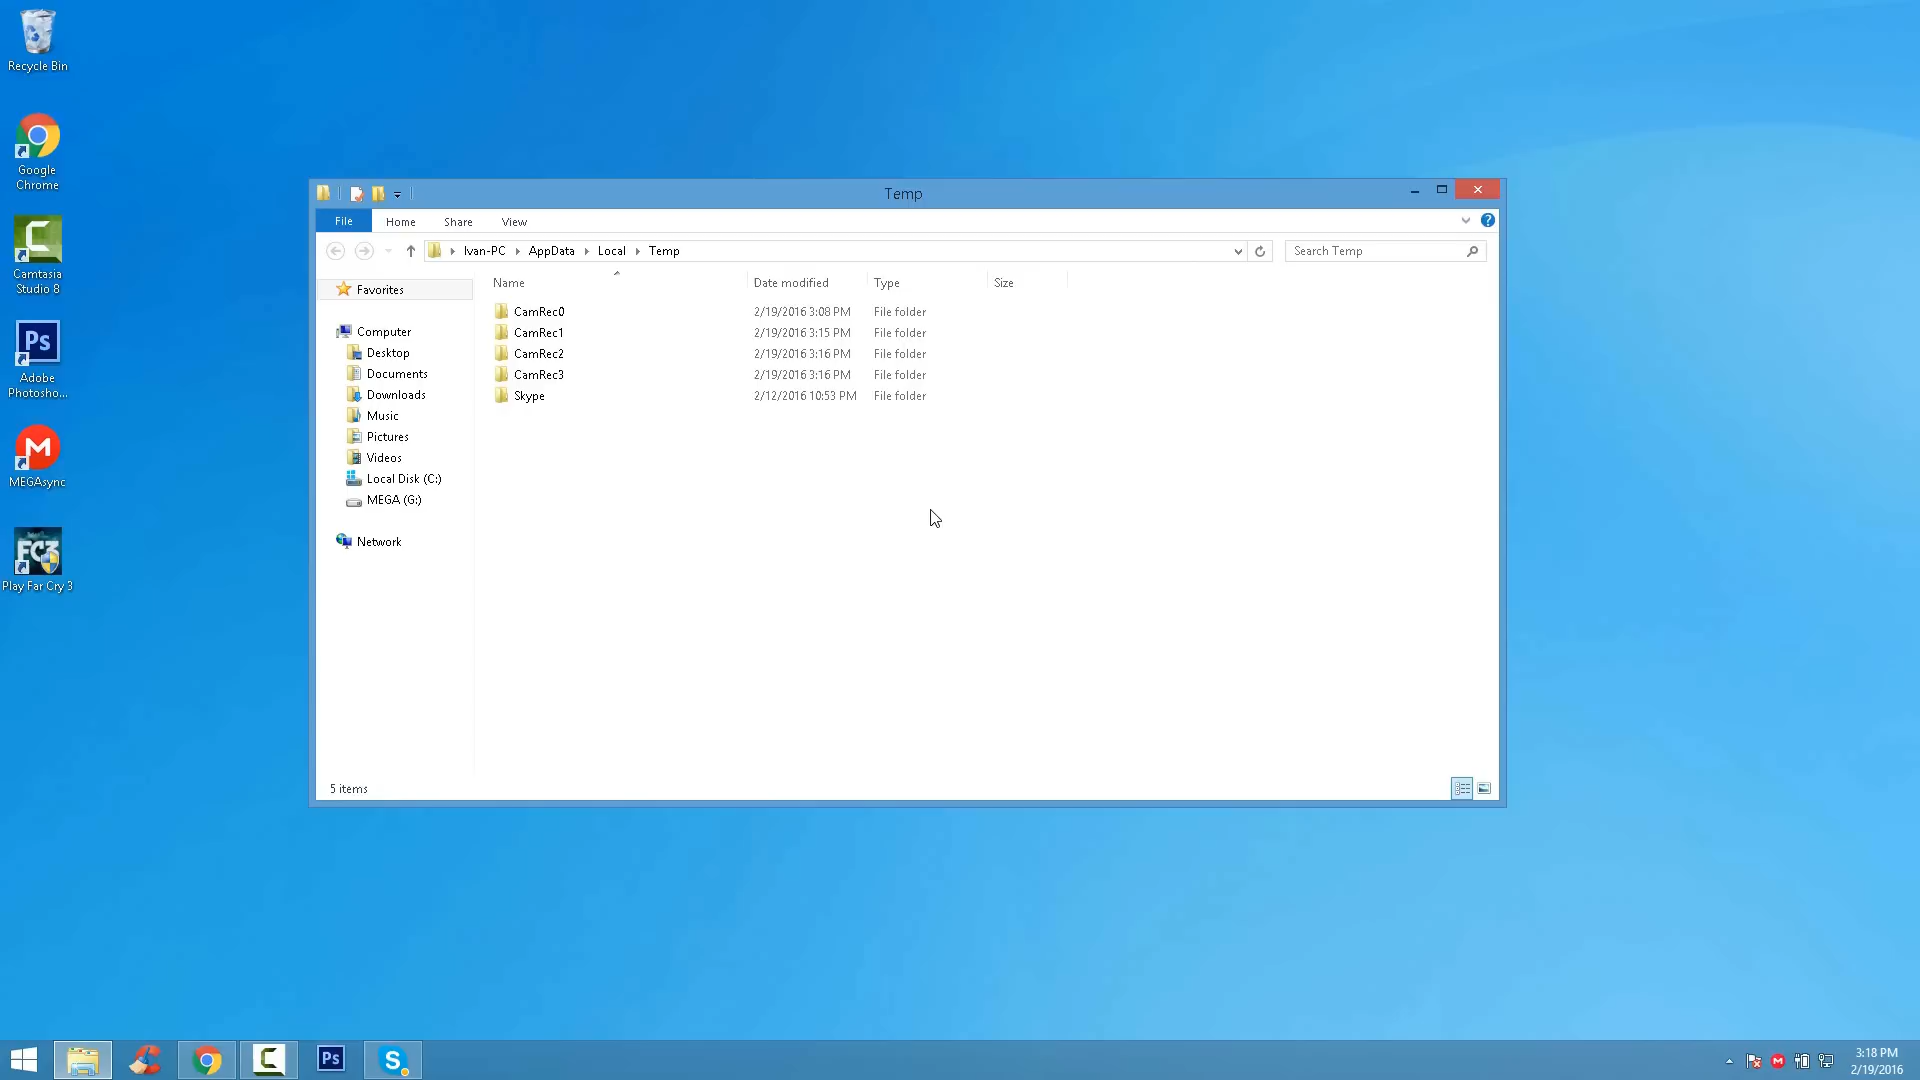 Recycle Bin
Google
Chrome
Camtasia
Studio 8
Ps
Adobe
Photosho...
M
MEGAsync
FC3
Play Far Cry 3
Temp
File Home Share View
Ivan-PC AppData Local Temp
Search Temp
Favorites
Computer
Desktop
Documents
Downloads
Music
Pictures
Videos
Local Disk (C:)
MEGA (G:)
Network
Name Date modified Type Size
CamRec0 2/19/2016 3:08 PM File folder
CamRec1 2/19/2016 3:15 PM File folder
CamRec2 2/19/2016 3:16 PM File folder
CamRec3 2/19/2016 3:16 PM File folder
Skype 2/12/2016 10:53 PM File folder
5 items
Ps
S
M
3:18 PM
2/19/2016